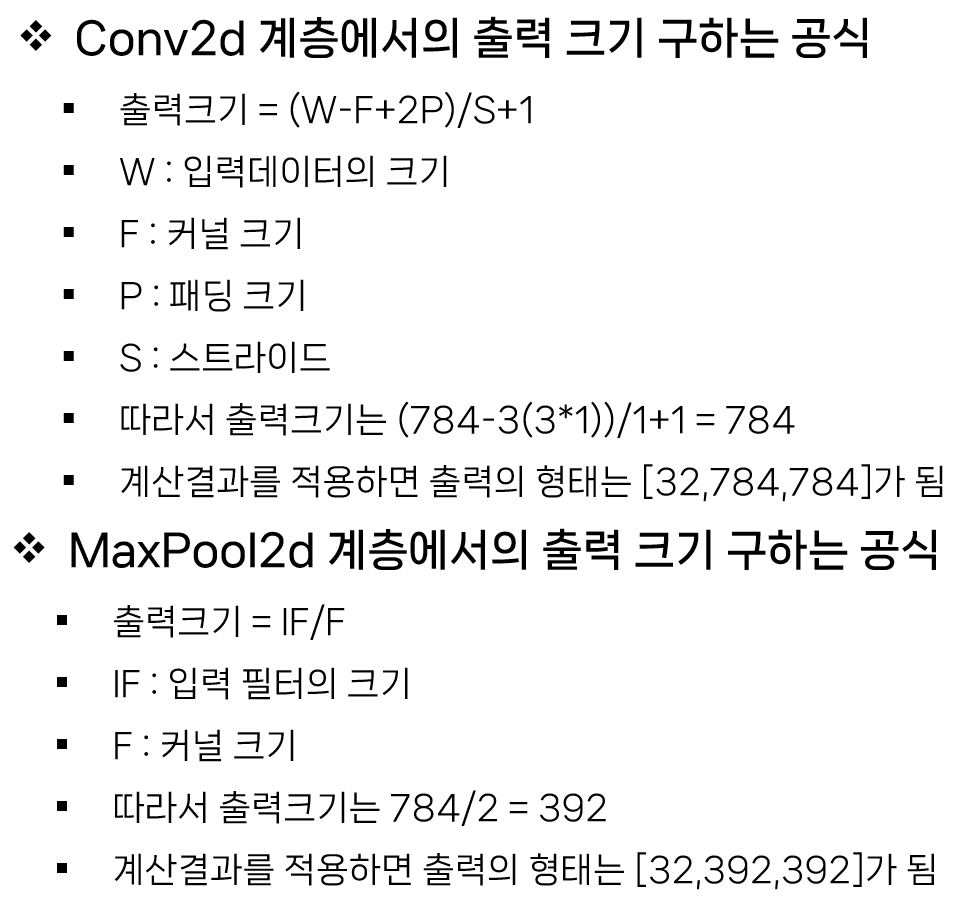 ❖ Conv2d 계층에서의 출력 크기 구하는 공식
▪ 출력크기 = (W-F+2P)/S+1
▪ W : 입력데이터의 크기
▪ F : 커널 크기
▪ P : 패딩 크기
▪ S : 스트라이드
▪ 따라서 출력크기는 (784-3(3*1))/1+1 = 784
▪ 계산결과를 적용하면 출력의 형태는 [32,784,784]가 됨
❖ MaxPool2d 계층에서의 출력 크기 구하는 공식
▪ 출력크기 = IF/F
▪ IF : 입력 필터의 크기
▪ F : 커널 크기
▪ 따라서 출력크기는 784/2 = 392
▪ 계산결과를 적용하면 출력의 형태는 [32,392,392]가 됨